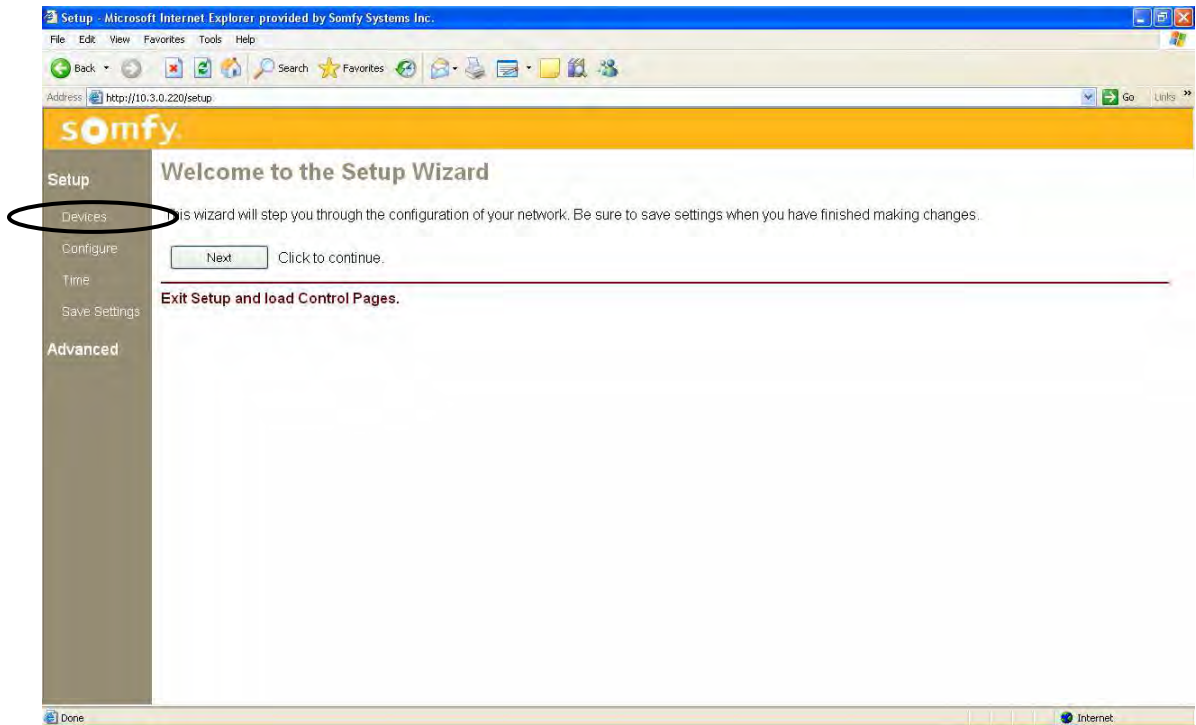 Setup - Microsoft Internet Explorer provided by Somfy Systems Inc.
File Edit View Favorites Tools Help
Back Search Favorites
Address http://10.3.0.220/setup Go Links »
somfy.
Setup
Devices
Configure
Time
Save Settings
Advanced
Welcome to the Setup Wizard
This wizard will step you through the configuration of your network. Be sure to save settings when you have finished making changes.
Next Click to continue.
Exit Setup and load Control Pages.
Done Internet